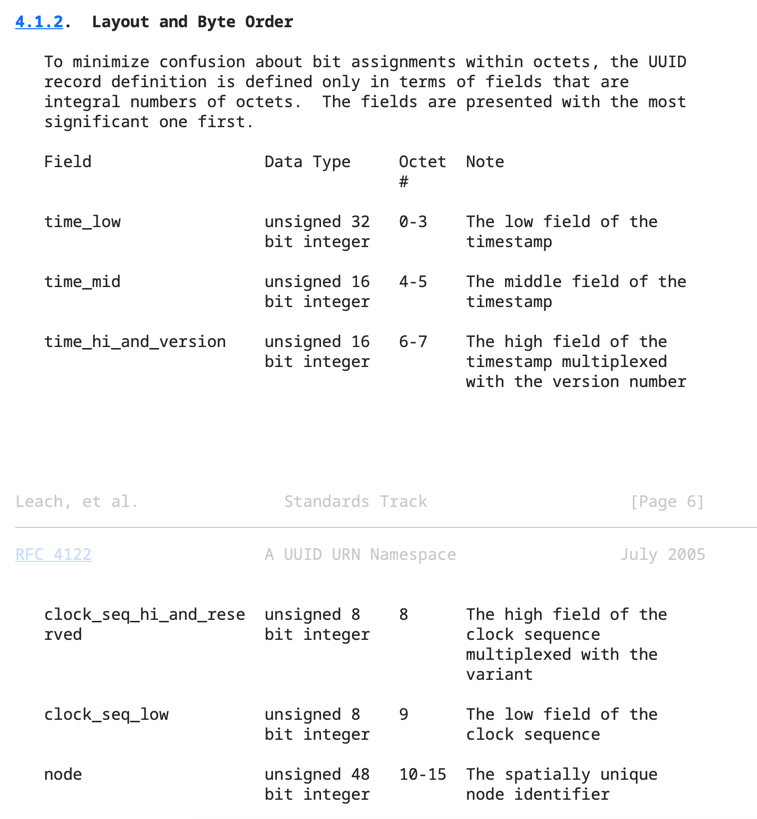 4.1.2. Layout and Byte Order
To minimize confusion about bit assignments within octets, the UUID
record definition is defined only in terms of fields that are
integral numbers of octets. The fields are presented with the most
significant one first.
Field Data Type Octet Note
#
time_low unsigned 32 0-3 The low field of the
bit integer timestamp
time_mid unsigned 16 4-5 The middle field of the
bit integer timestamp
time_hi_and_version unsigned 16 6-7 The high field of the
bit integer timestamp multiplexed
with the version number
Leach, et al. Standards Track [Page 6]
RFC 4122 A UUID URN Namespace July 2005
clock_seq_hi_and_rese unsigned 8 8 The high field of the
rved bit integer clock sequence
multiplexed with the
variant
clock_seq_low unsigned 8 9 The low field of the
bit integer clock sequence
node unsigned 48 10-15 The spatially unique
bit integer node identifier